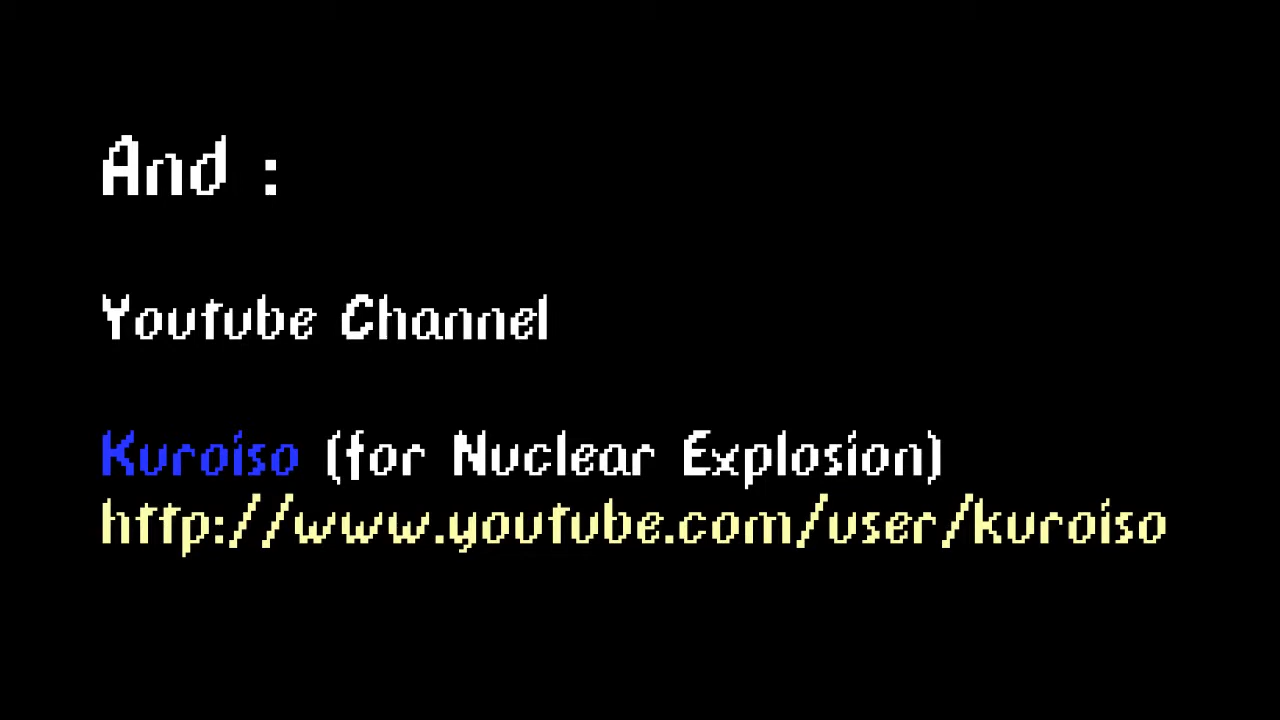 And :
Youtube Channel
Kuroiso (for Nuclear Explosion)
http://www.youtube.com/user/kuroiso